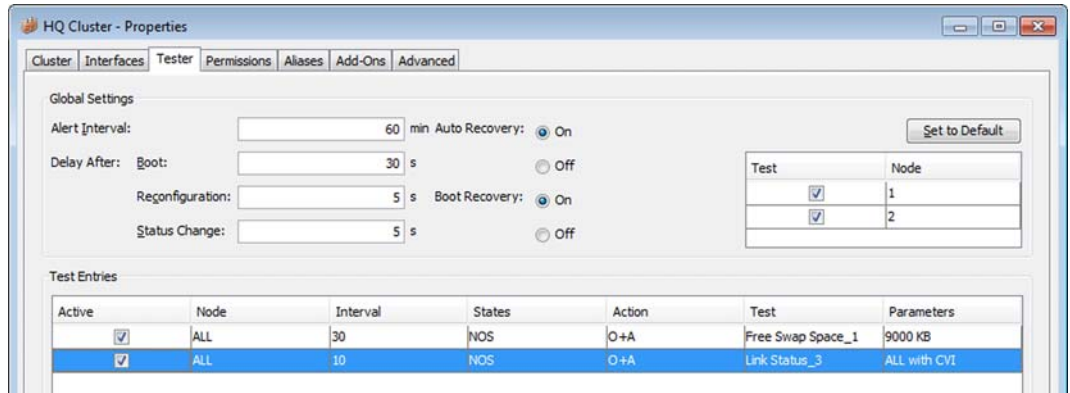 HQ Cluster - Properties
Cluster Interfaces Tester Permissions Aliases Add-Ons Advanced
Global Settings
Alert Interval: 60 min Auto Recovery: On Set to Default
Delay After: Boot: 30 s Off
Test Node
1
Reconfiguration: 5 s Boot Recovery: On
2
Status Change: 5 s Off
Test Entries
Active Node Interval States Action Test Parameters
ALL 30 NOS O+A Free Swap Space_1 9000 KB
ALL 10 NOS O+A Link Status_3 ALL with CVI